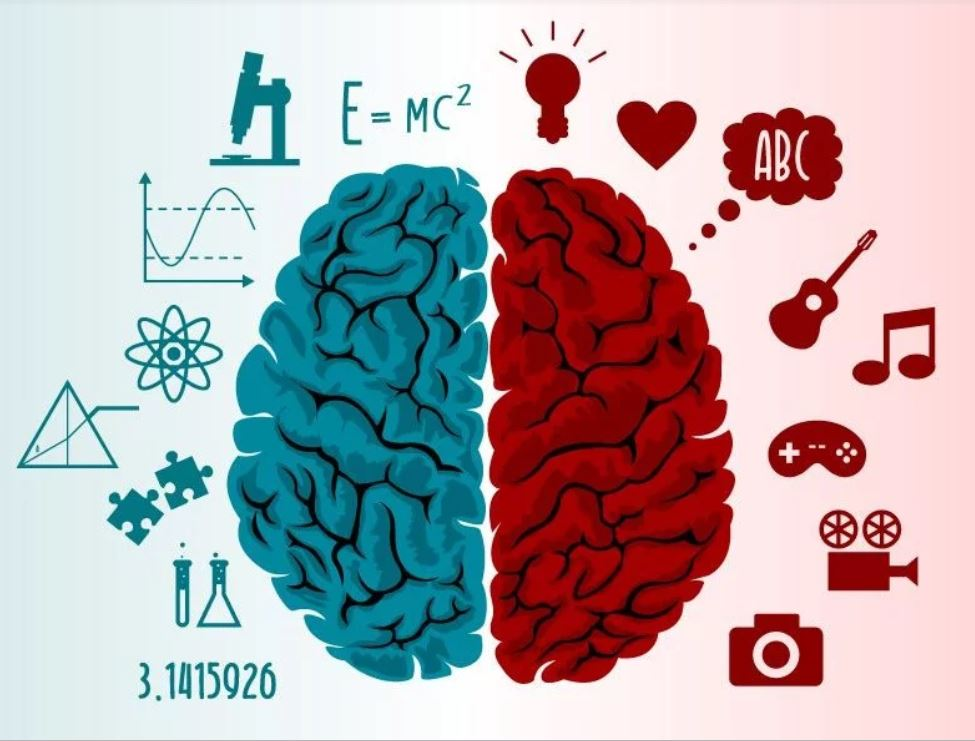 E = MC²
ABC
3.1415926